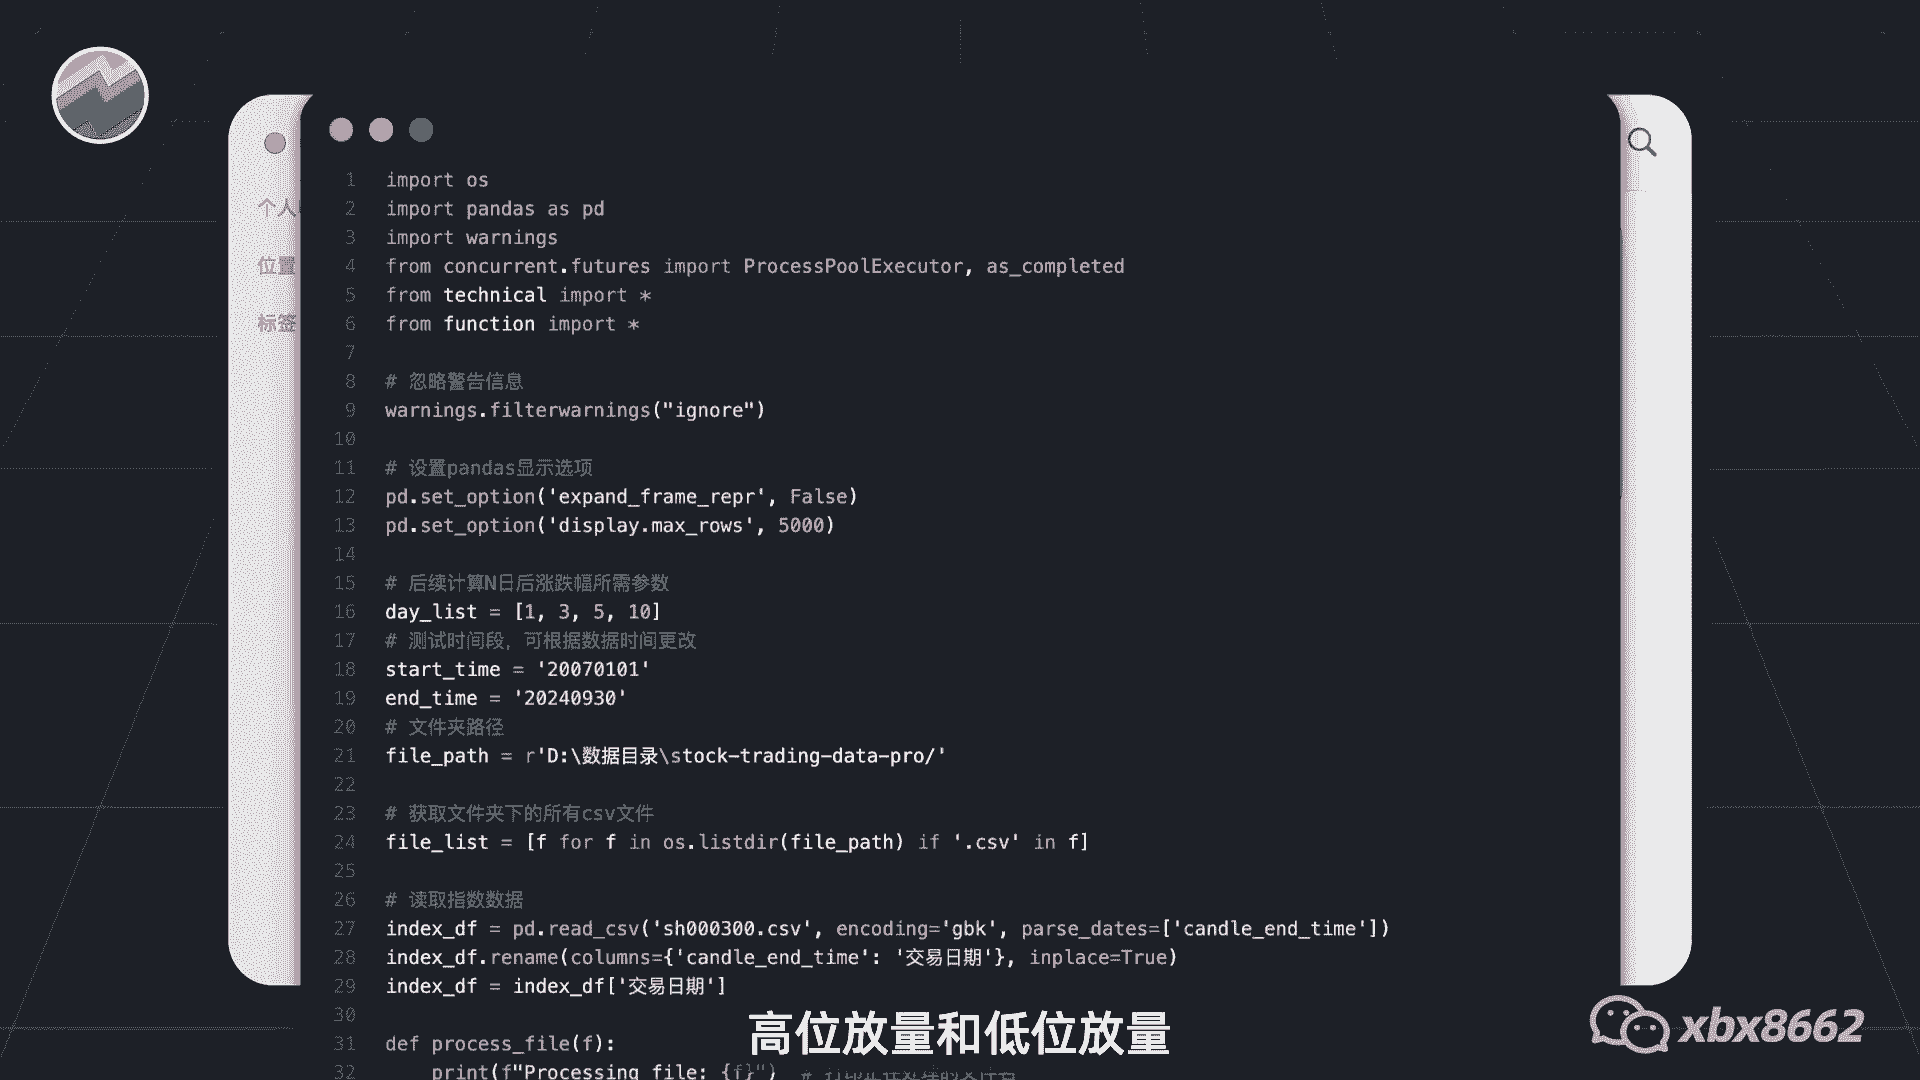 个人
位置
标签
1 import os
2 import pandas as pd
3 import warnings
4 from concurrent.futures import ProcessPoolExecutor, as_completed
5 from technical import *
6 from function import *
7
8 # 忽略警告信息
9 warnings.filterwarnings("ignore")
10
11 # 设置pandas显示选项
12 pd.set_option('expand_frame_repr', False)
13 pd.set_option('display.max_rows', 5000)
14
15 # 后续计算N日后涨跌幅所需参数
16 day_list = [1, 3, 5, 10]
17 # 测试时间段，可根据数据时间更改
18 start_time = '20070101'
19 end_time = '20240930'
20 # 文件夹路径
21 file_path = r'D:\数据目录\stock-trading-data-pro/'
22
23 # 获取文件夹下的所有csv文件
24 file_list = [f for f in os.listdir(file_path) if '.csv' in f]
25
26 # 读取指数数据
27 index_df = pd.read_csv('sh000300.csv', encoding='gbk', parse_dates=['candle_end_time'])
28 index_df.rename(columns={'candle_end_time': '交易日期'}, inplace=True)
29 index_df = index_df['交易日期']
30
31 def process_file(f):
32 print(f"Processing file: {f}") #
高位放量和低位放量
xbx8662